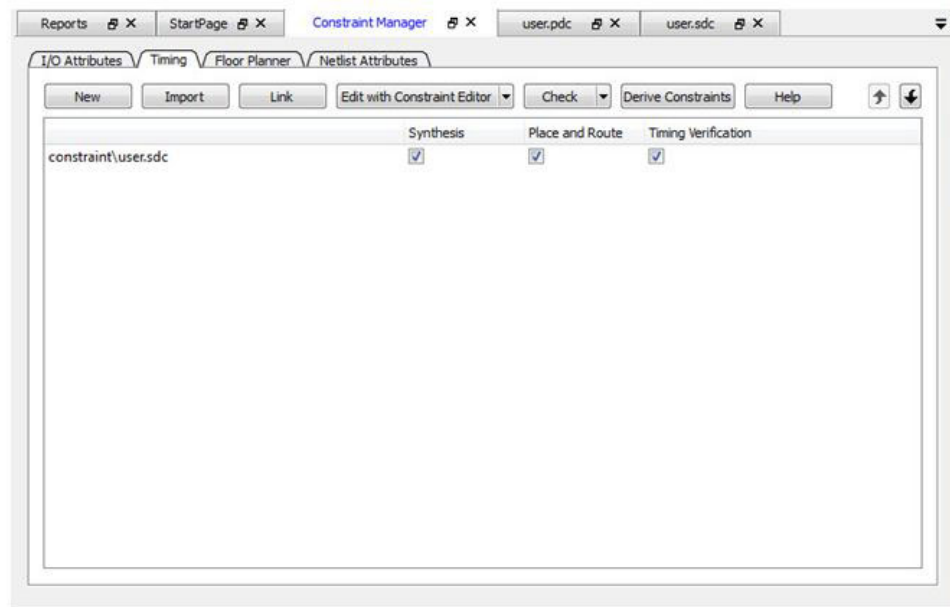 Reports StartPage Constraint Manager user.pdc user.sdc
I/O Attributes Timing Floor Planner Netlist Attributes
New Import Link Edit with Constraint Editor Check Derive Constraints Help
Synthesis Place and Route Timing Verification
constraint\user.sdc